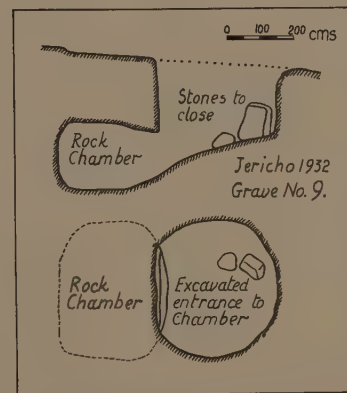 0 100 200 cms
Stones to
close
Rock
Chamber
Jericho 1932
Grave No. 9.
Rock
Chamber
Excavated
entrance to
Chamber